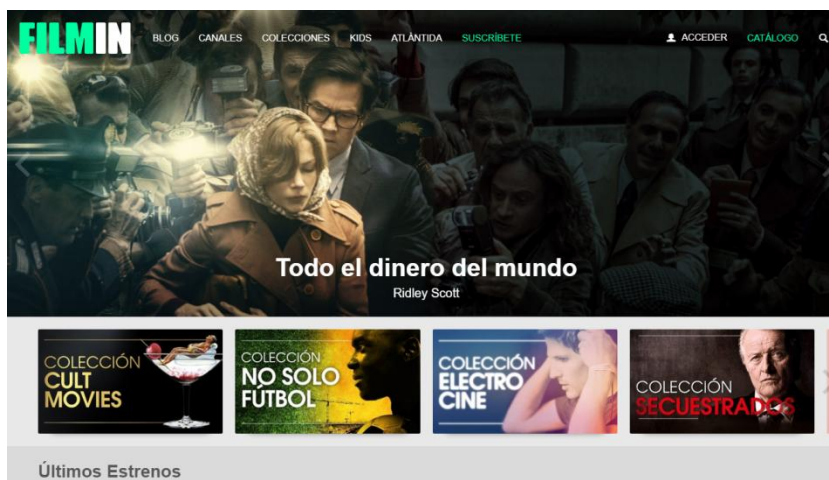 FILMIN
BLOG CANALES COLECCIONES KIDS ATLÀNTIDA SUSCRÍBETE ACCEDER CATÁLOGO
Todo el dinero del mundo
Ridley Scott
COLECCIÓN
CULT
MOVIES
COLECCIÓN
NO SOLO
FÚTBOL
COLECCIÓN
ELECTRO
CINE
COLECCIÓN
SECUESTRADOS
Últimos Estrenos